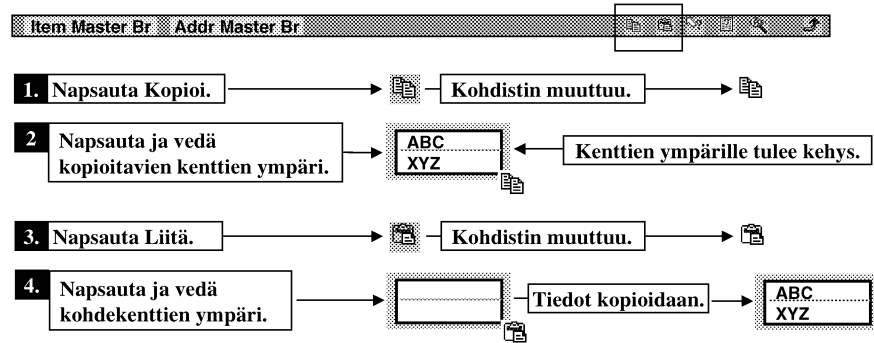 Item Master Br Addr Master Br
1. Napsauta Kopioi. Kohdistin muuttuu.
2 Napsauta ja vedä
kopioitavien kenttien ympäri.
ABC
XYZ
Kenttien ympärille tulee kehys.
3. Napsauta Liitä. Kohdistin muuttuu.
4. Napsauta ja vedä
kohdekenttien ympäri.
Tiedot kopioidaan.
ABC
XYZ